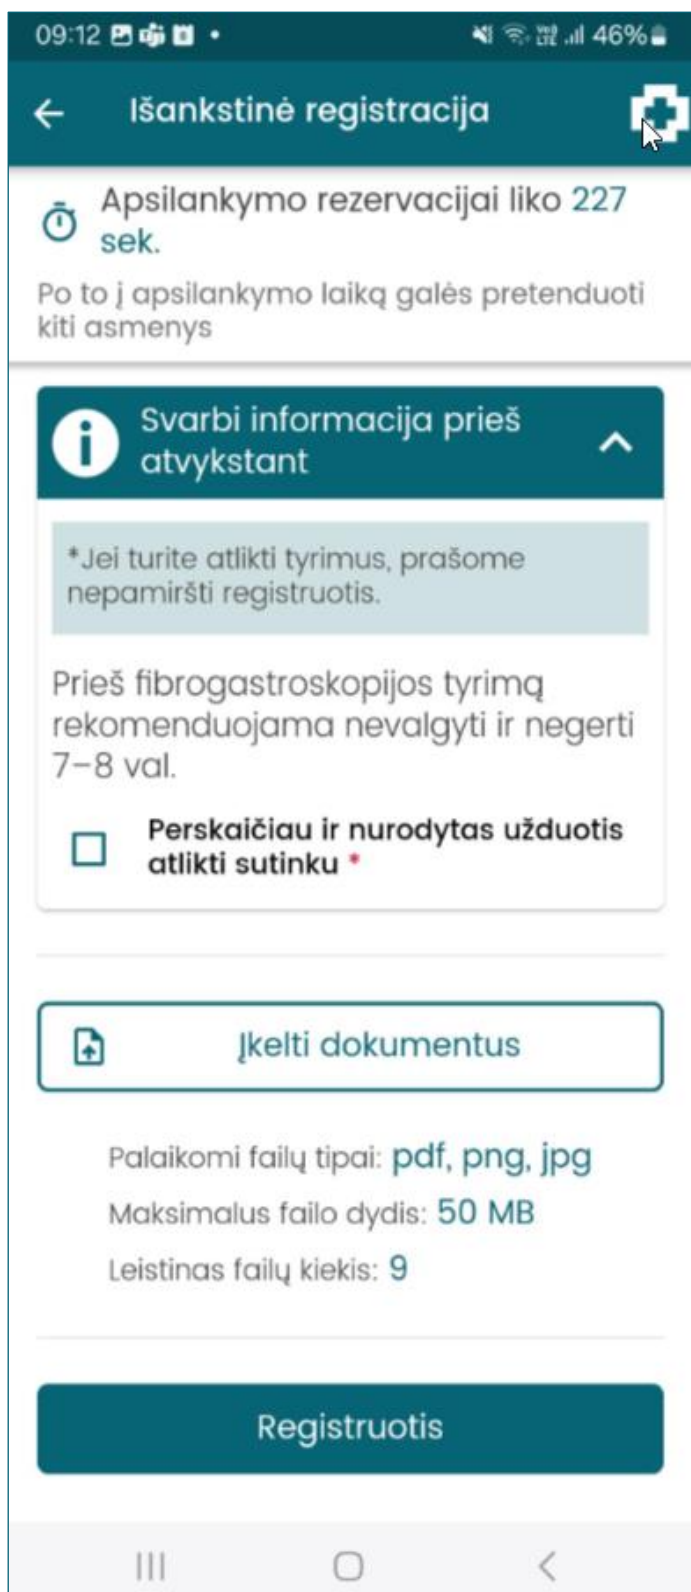 09:12
46%
Išankstinė registracija
Apsilankymo rezervacijai liko 227
sek.
Po to į apsilankymo laiką galės pretenduoti
kiti asmenys
Svarbi informacija prieš
atvykstant
*Jei turite atlikti tyrimus, prašome
nepamiršti registruotis.
Prieš fibrogastroskopijos tyrimą
rekomenduojama nevalgyti ir negerti
7–8 val.
Perskaičiau ir nurodytas užduotis
atlikti sutinku *
Įkelti dokumentus
Palaikomi failų tipai: pdf, png, jpg
Maksimalus failo dydis: 50 MB
Leistinas failų kiekis: 9
Registruotis